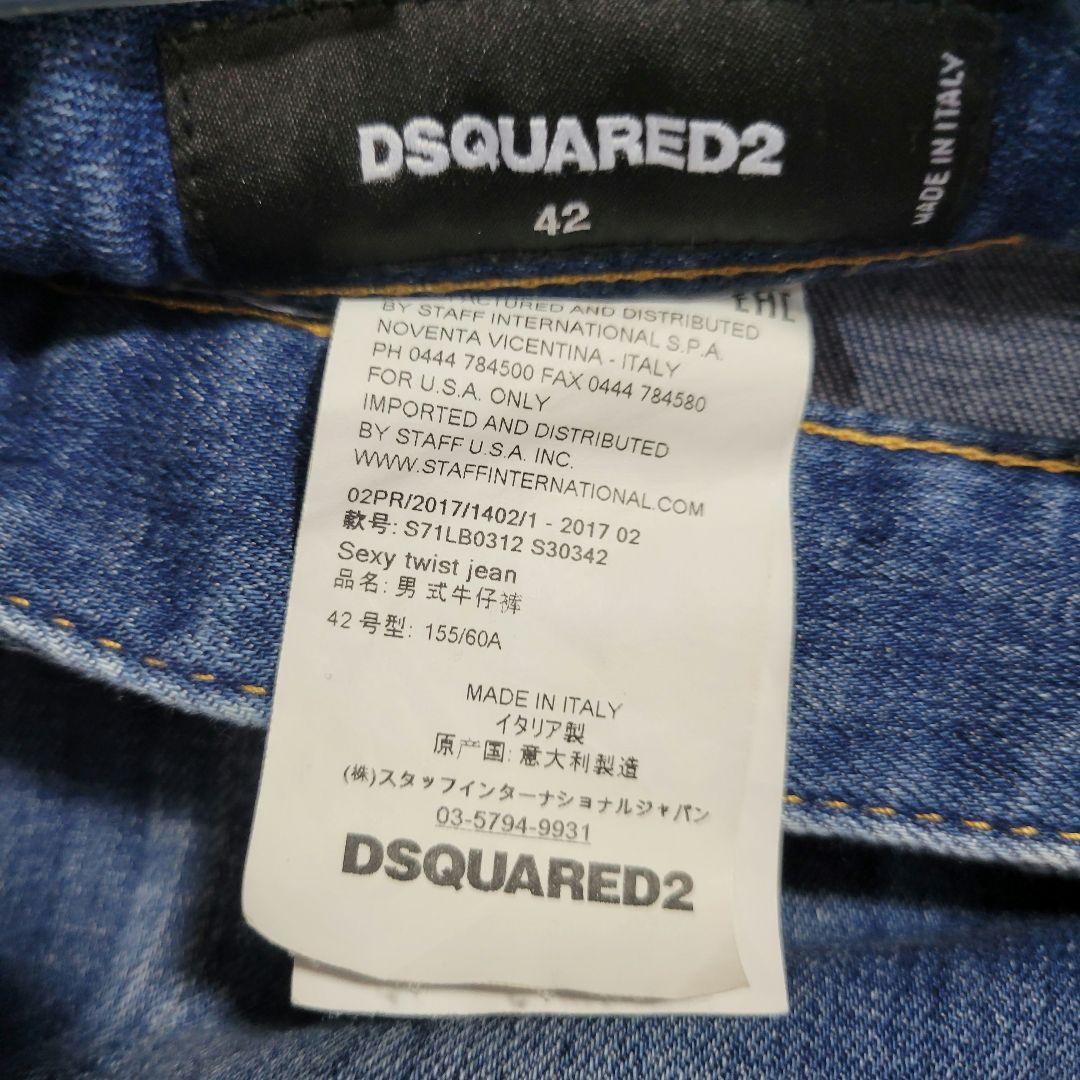 DSQUARED2
42
MADE IN ITALY
EAC
AND DISTRIBUTED
BY STAFF INTERNATIONAL S.P.A.
NOVENTA VICENTINA - ITALY
PH 0444 784500 FAX 0444 784580
FOR U.S.A. ONLY
IMPORTED AND DISTRIBUTED
BY STAFF U.S.A. INC.
WWW.STAFFINTERNATIONAL.COM
02PR/2017/1402/1 - 2017 02
款号: S71LB0312 S30342
Sexy twist jean
品名: 男 式牛仔裤
42 号型: 155/60A
MADE IN ITALY
イタリア製
原产国: 意大利製造
(株)スタッフインターナショナルジャパン
03-5794-9931
DSQUARED2